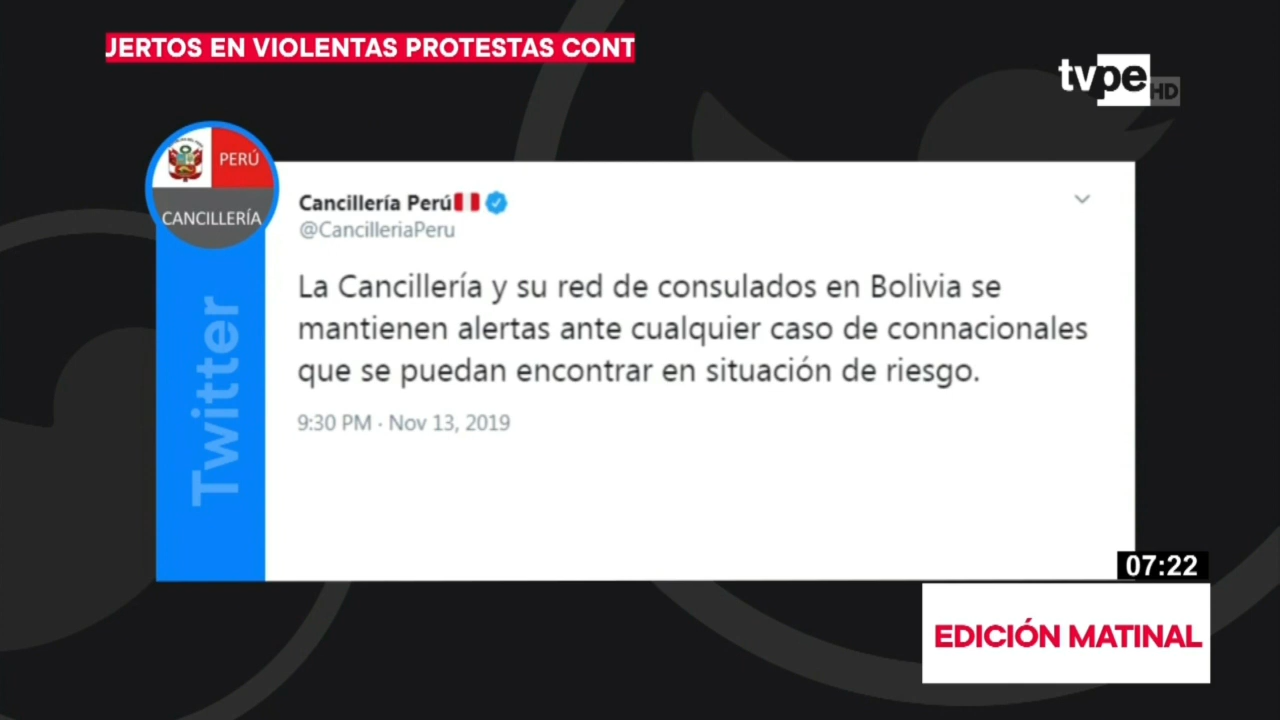 JERTOS EN VIOLENTAS PROTESTAS CONT
tvpe HD
PERÚ
CANCILLERÍA
Cancillería Perú
@CancilleriaPeru
La Cancillería y su red de consulados en Bolivia se
mantienen alertas ante cualquier caso de connacionales
que se puedan encontrar en situación de riesgo.
9:30 PM · Nov 13, 2019
Twitter
07:22
EDICIÓN MATINAL